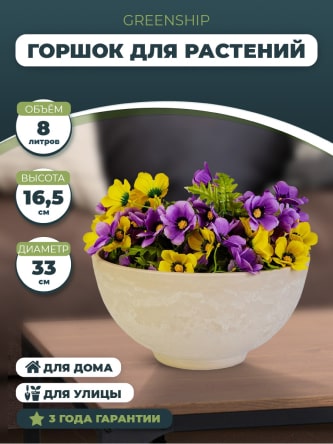 GREENSHIP
ГОРШОК ДЛЯ РАСТЕНИЙ
ОБЪЁМ
8
литров
ВЫСОТА
16,5
см
ДИАМЕТР
33
см
ДЛЯ ДОМА
ДЛЯ УЛИЦЫ
3 ГОДА ГАРАНТИИ